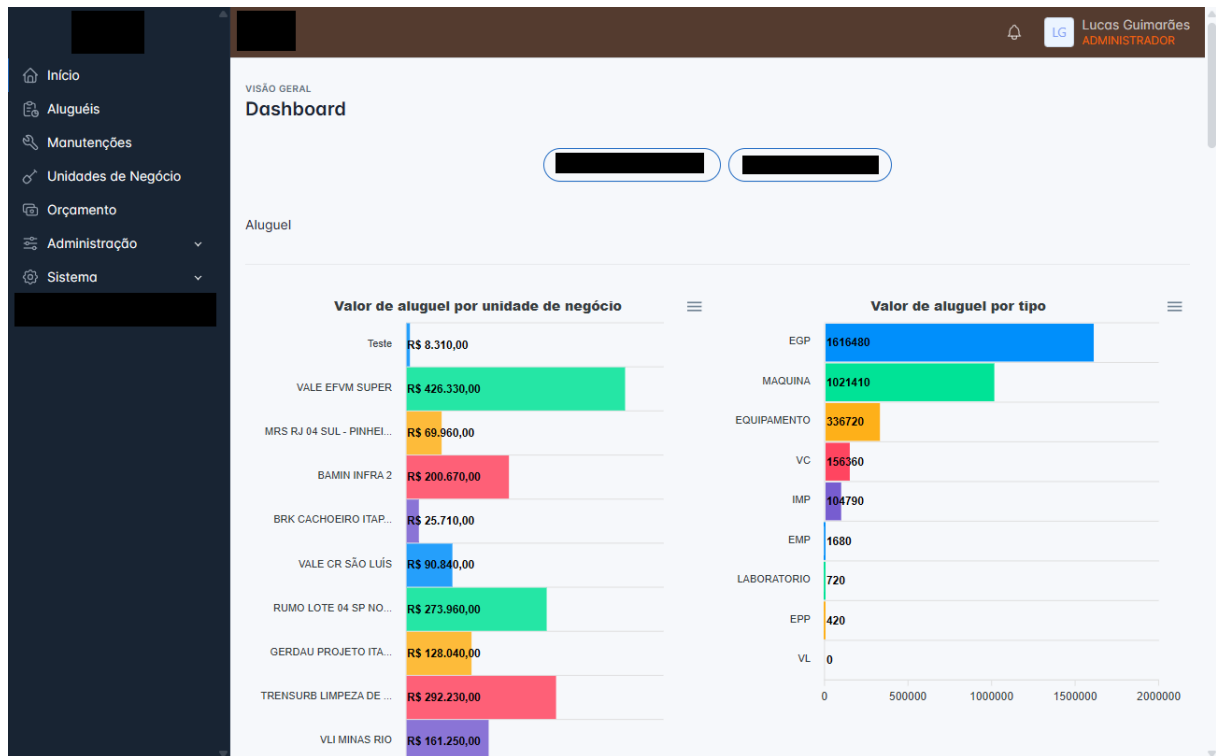 Lucas Guimarães
LG
ADMINISTRADOR
Início
Aluguéis
Manutenções
Unidades de Negócio
Orçamento
Administração
Sistema
VISÃO GERAL
Dashboard
Aluguel
Valor de aluguel por unidade de negócio
Teste R$ 8.310,00
VALE EFVM SUPER R$ 426.330,00
MRS RJ 04 SUL - PINHEI... R$ 69.960,00
BAMIN INFRA 2 R$ 200.670,00
BRK CACHOEIRO ITAP... R$ 25.710,00
VALE CR SÃO LUÍS R$ 90.840,00
RUMO LOTE 04 SP NO... R$ 273.960,00
GERDAU PROJETO ITA... R$ 128.040,00
TRENSURB LIMPEZA DE ... R$ 292.230,00
VLI MINAS RIO R$ 161.250,00
Valor de aluguel por tipo
EGP 1616480
MAQUINA 1021410
EQUIPAMENTO 336720
VC 156360
IMP 104790
EMP 1680
LABORATORIO 720
EPP 420
VL 0
0 500000 1000000 1500000 2000000